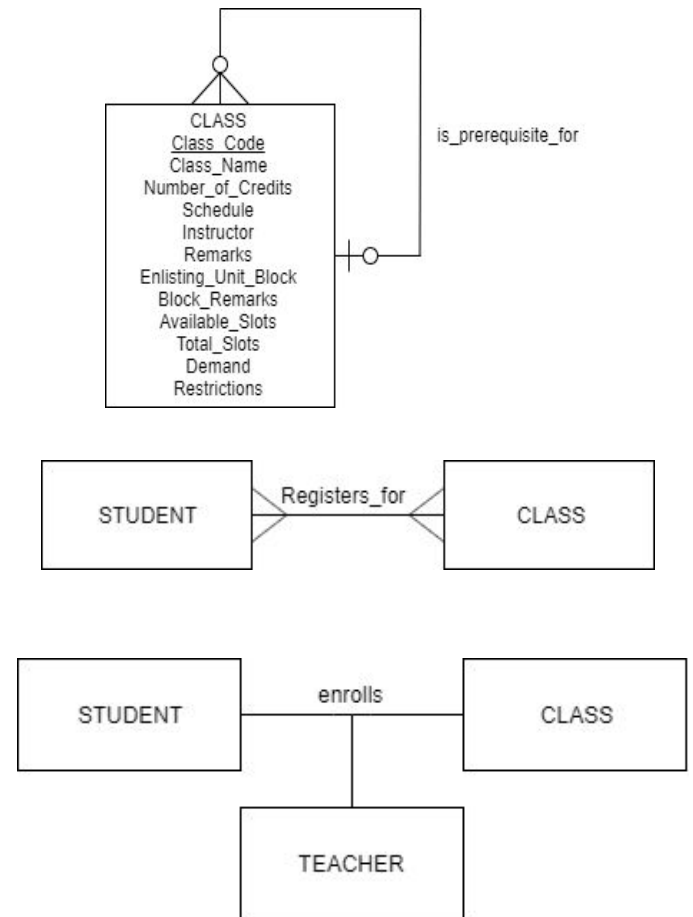 CLASS
Class_Code
Class_Name
Number_of_Credits
Schedule
Instructor
Remarks
Enlisting_Unit_Block
Block_Remarks
Available_Slots
Total_Slots
Demand
Restrictions
is_prerequisite_for
STUDENT
Registers_for
CLASS
STUDENT
enrolls
CLASS
TEACHER